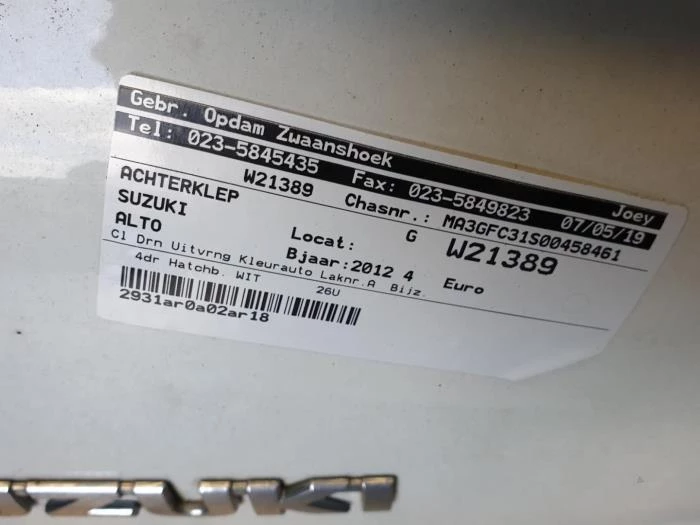 Gebr. Opdam Zwaanshoek Joey
Tel: 023-5845435 Fax: 023-5849823 07/05/19
ACHTERKLEP W21389 Chasnr.: MA3GFC31S00458461
SUZUKI
ALTO Locat: G W21389
Bjaar:2012 4 Euro
Cl Drn Uitvrng Kleurauto Laknr.A Bijz.
4dr Hatchb. WIT 26U
2931ar0a02ar18
SUZUKI